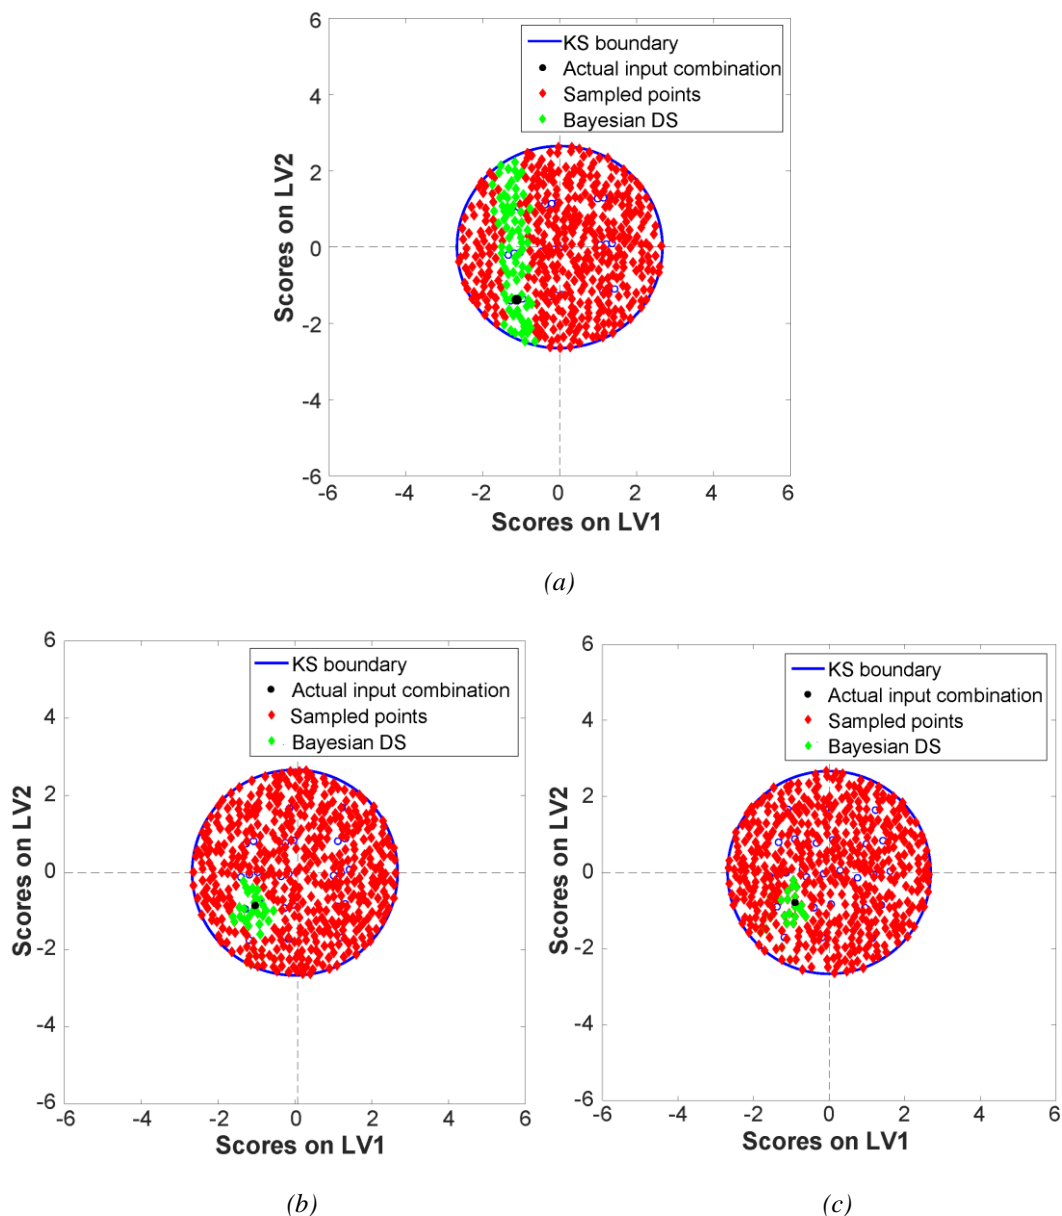 6
4
2
0
-2
-4
-6
Scores on LV2
KS boundary
Actual input combination
Sampled points
Bayesian DS
-6
-4
-2
0
2
4
6
Scores on LV1
(a)
6
4
2
0
-2
-4
-6
Scores on LV2
KS boundary
Actual input combination
Sampled points
Bayesian DS
-6
-4
-2
0
2
4
6
Scores on LV1
(b)
6
4
2
0
-2
-4
-6
Scores on LV2
KS boundary
Actual input combination
Sampled points
Bayesian DS
-6
-4
-2
0
2
4
6
Scores on LV1
(c)